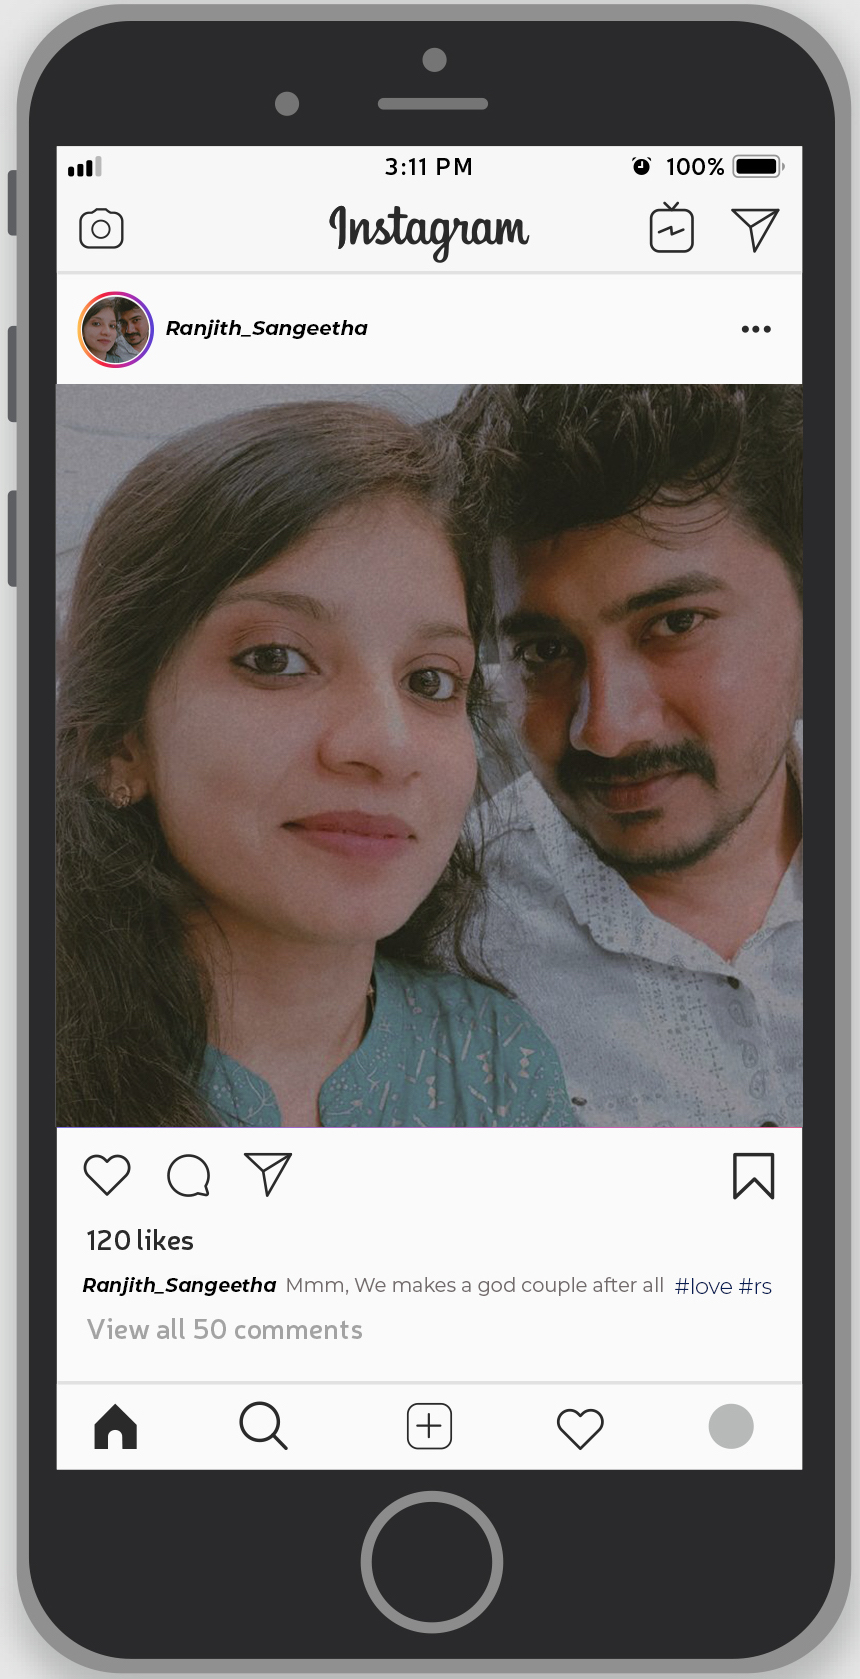 3:11 PM 100%
Instagram
Ranjith_Sangeetha
120 likes
Ranjith_Sangeetha Mmm, We makes a god couple after all #love #rs
View all 50 comments